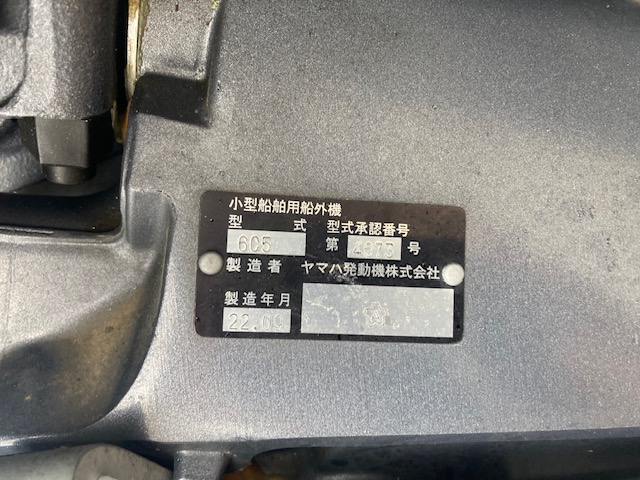 小型船舶用船外機
型 式 型式承認番号
6C5 第 4673 号
製造者 ヤマハ発動機株式会社
製造年月
22.09